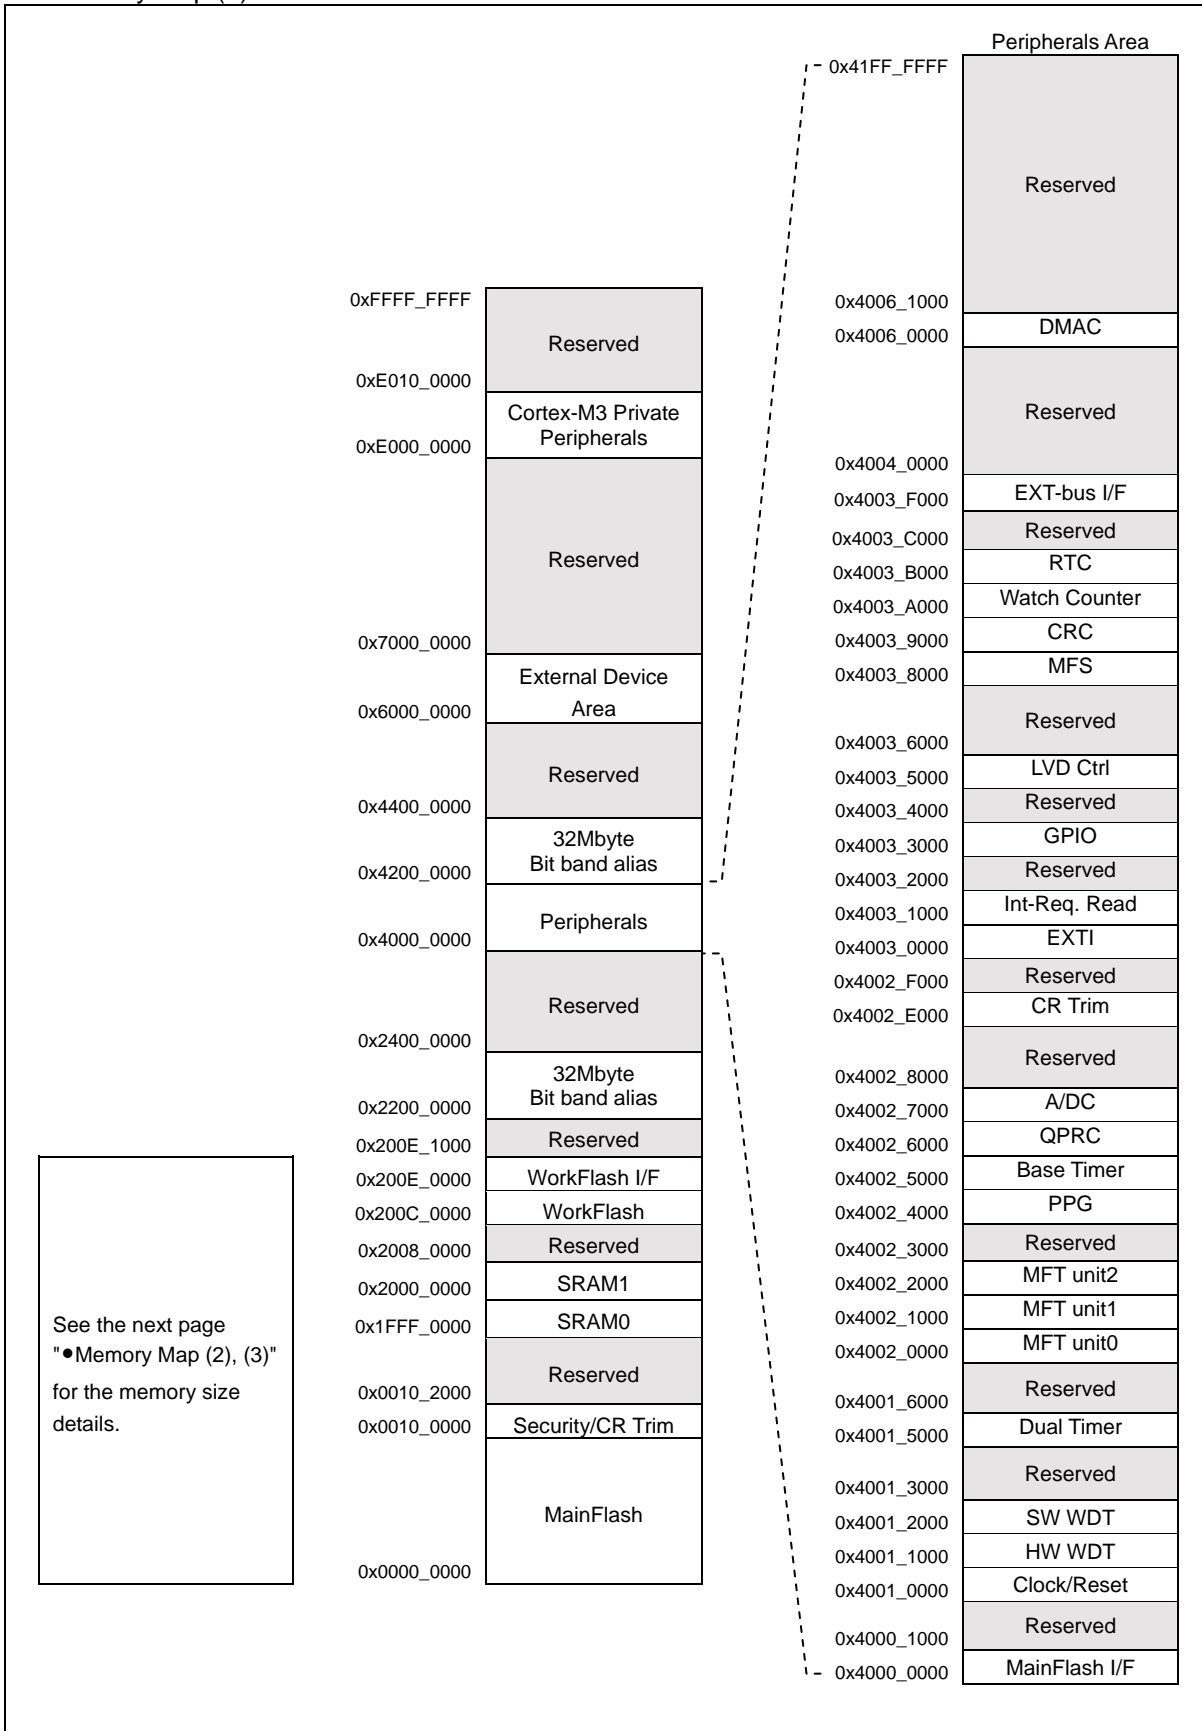 Peripherals Area
0x41FF_FFFF
Reserved
0x4006_1000
DMAC
0x4006_0000
Reserved
0x4004_0000
EXT-bus I/F
0x4003_F000
Reserved
0x4003_C000
RTC
0x4003_B000
Watch Counter
0x4003_A000
CRC
0x4003_9000
MFS
0x4003_8000
Reserved
0x4003_6000
LVD Ctrl
0x4003_5000
Reserved
0x4003_4000
GPIO
0x4003_3000
Reserved
0x4003_2000
Int-Req. Read
0x4003_1000
EXTI
0x4003_0000
Reserved
0x4002_F000
CR Trim
0x4002_E000
Reserved
0x4002_8000
A/DC
0x4002_7000
QPRC
0x4002_6000
Base Timer
0x4002_5000
PPG
0x4002_4000
Reserved
0x4002_3000
MFT unit2
0x4002_2000
MFT unit1
0x4002_1000
MFT unit0
0x4002_0000
Reserved
0x4001_6000
Dual Timer
0x4001_5000
Reserved
0x4001_3000
SW WDT
0x4001_2000
HW WDT
0x4001_1000
Clock/Reset
0x4001_0000
Reserved
0x4000_1000
MainFlash I/F
0x4000_0000
0xFFFF_FFFF
Reserved
0xE010_0000
Cortex-M3 Private
Peripherals
0xE000_0000
Reserved
0x7000_0000
External Device
Area
0x6000_0000
Reserved
0x4400_0000
32Mbyte
Bit band alias
0x4200_0000
Peripherals
0x4000_0000
Reserved
0x2400_0000
32Mbyte
Bit band alias
0x2200_0000
Reserved
0x200E_1000
WorkFlash I/F
0x200E_0000
WorkFlash
0x200C_0000
Reserved
0x2008_0000
SRAM1
0x2000_0000
SRAM0
0x1FFF_0000
Reserved
0x0010_2000
Security/CR Trim
0x0010_0000
MainFlash
0x0000_0000
See the next page
"●Memory Map (2), (3)"
for the memory size
details.